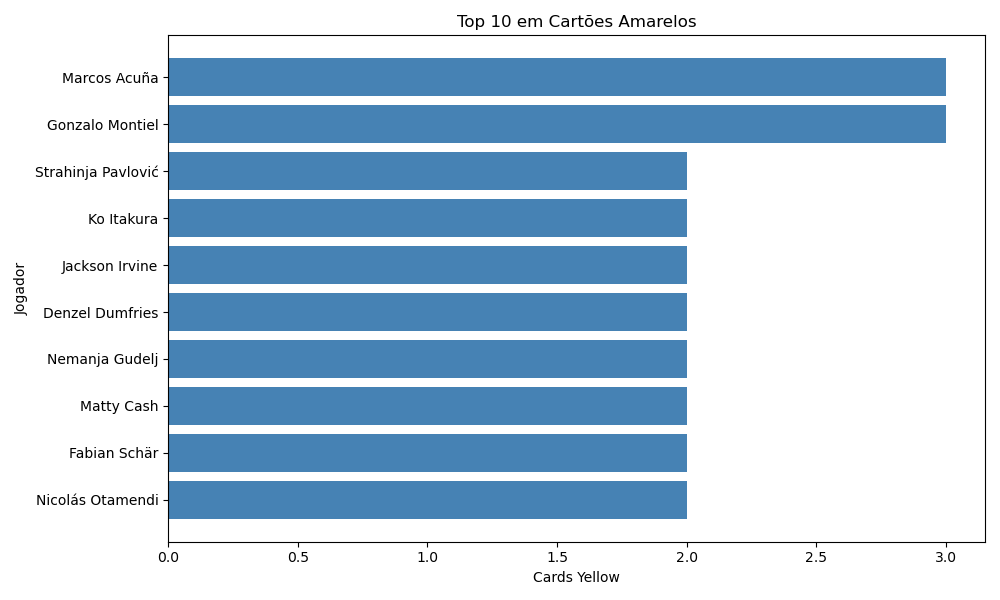 Top 10 em Cartões Amarelos
Jogador
Marcos Acuña
Gonzalo Montiel
Strahinja Pavlović
Ko Itakura
Jackson Irvine
Denzel Dumfries
Nemanja Gudelj
Matty Cash
Fabian Schär
Nicolás Otamendi
0.0 0.5 1.0 1.5 2.0 2.5 3.0
Cards Yellow